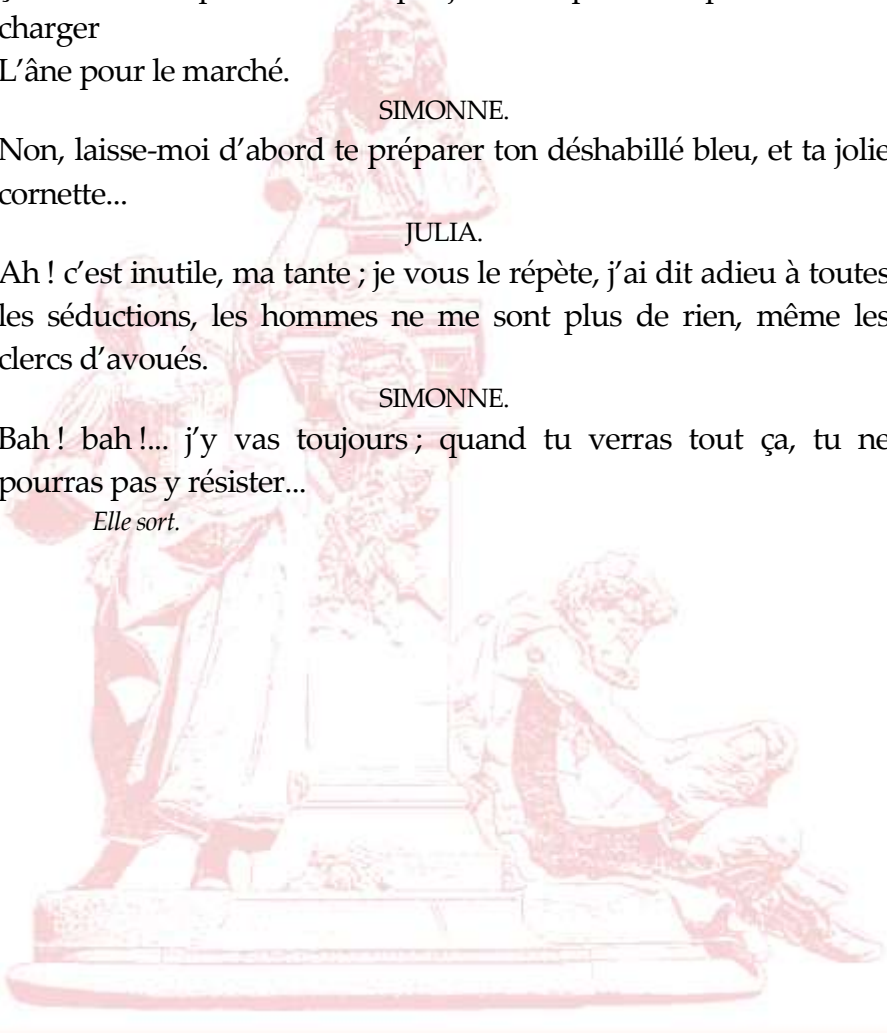 charger
L’âne pour le marché.
SIMONNE.
Non, laisse-moi d’abord te préparer ton déshabillé bleu, et ta jolie
cornette...
JULIA.
Ah ! c’est inutile, ma tante ; je vous le répète, j’ai dit adieu à toutes
les séductions, les hommes ne me sont plus de rien, même les
clercs d’avoués.
SIMONNE.
Bah ! bah !... j’y vas toujours ; quand tu verras tout ça, tu ne
pourras pas y résister...
Elle sort.